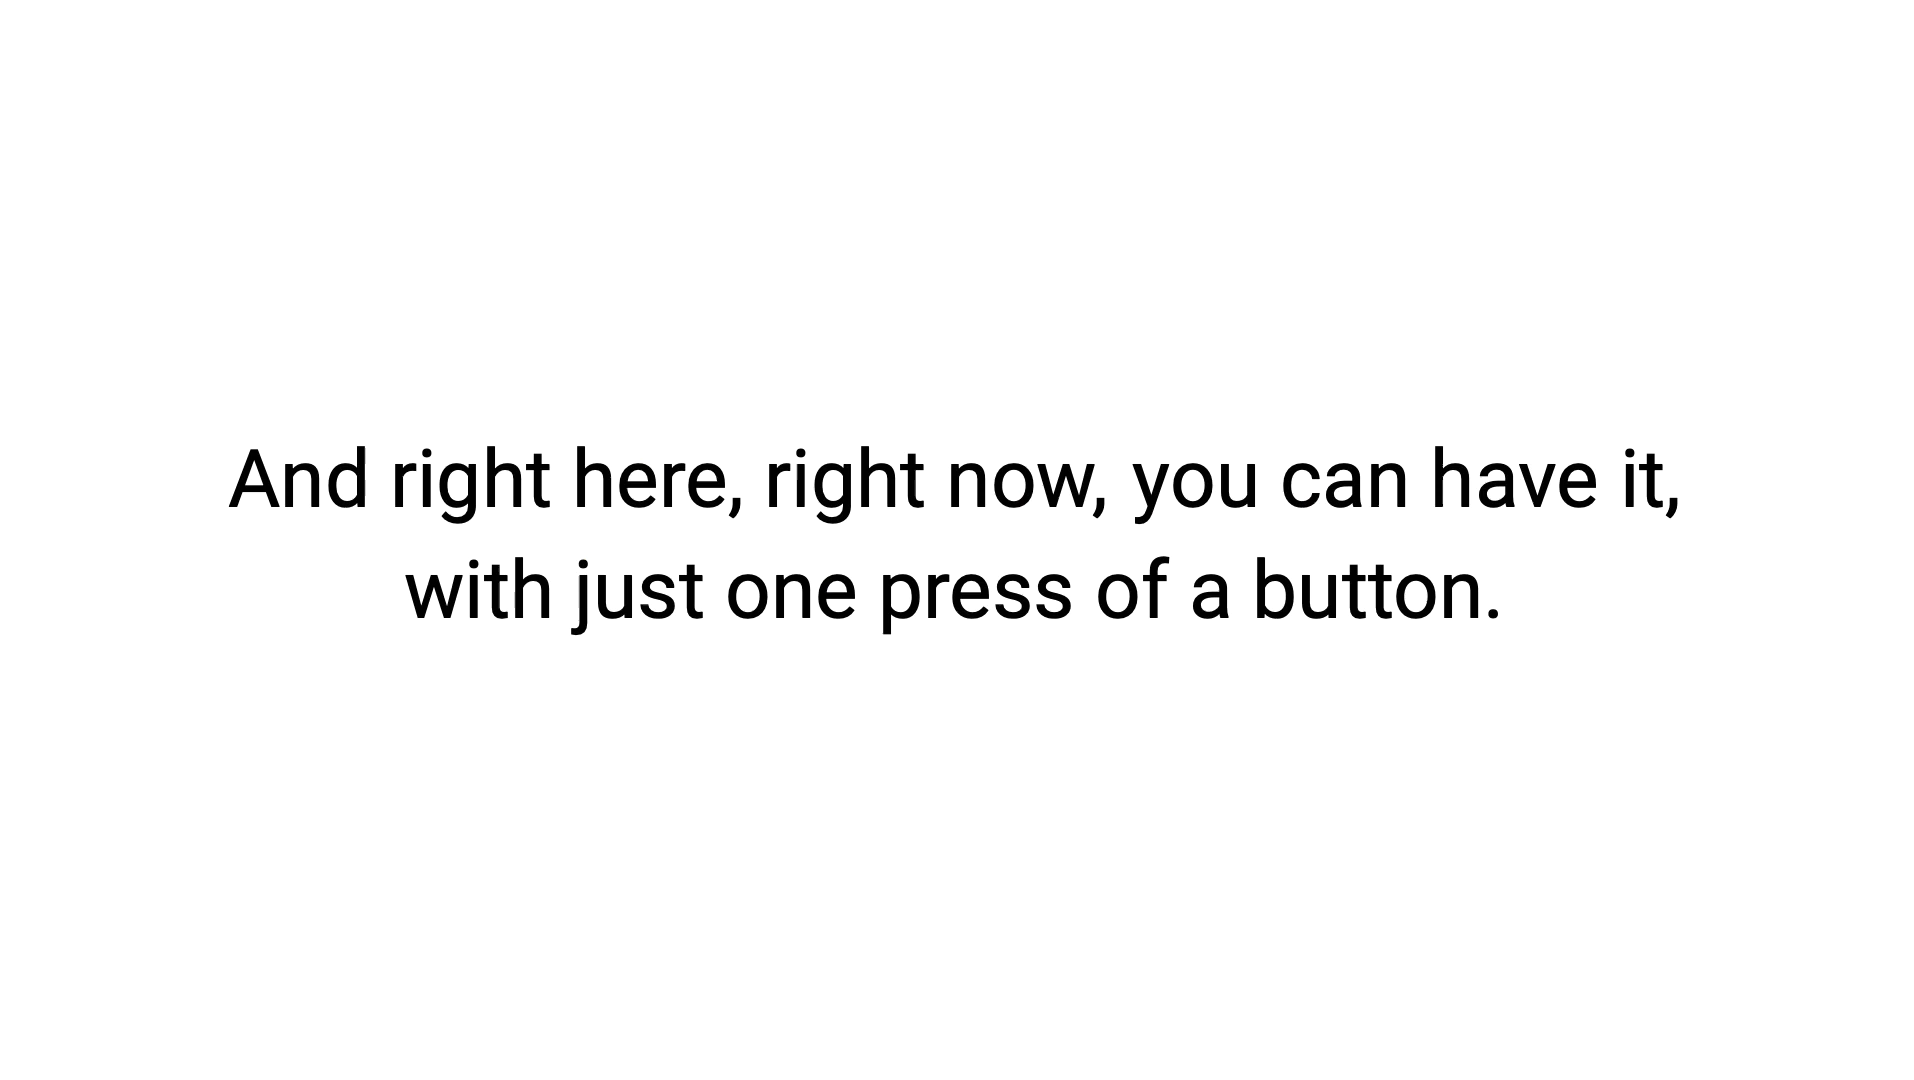 And right here, right now, you can have it,
with just one press of a button.